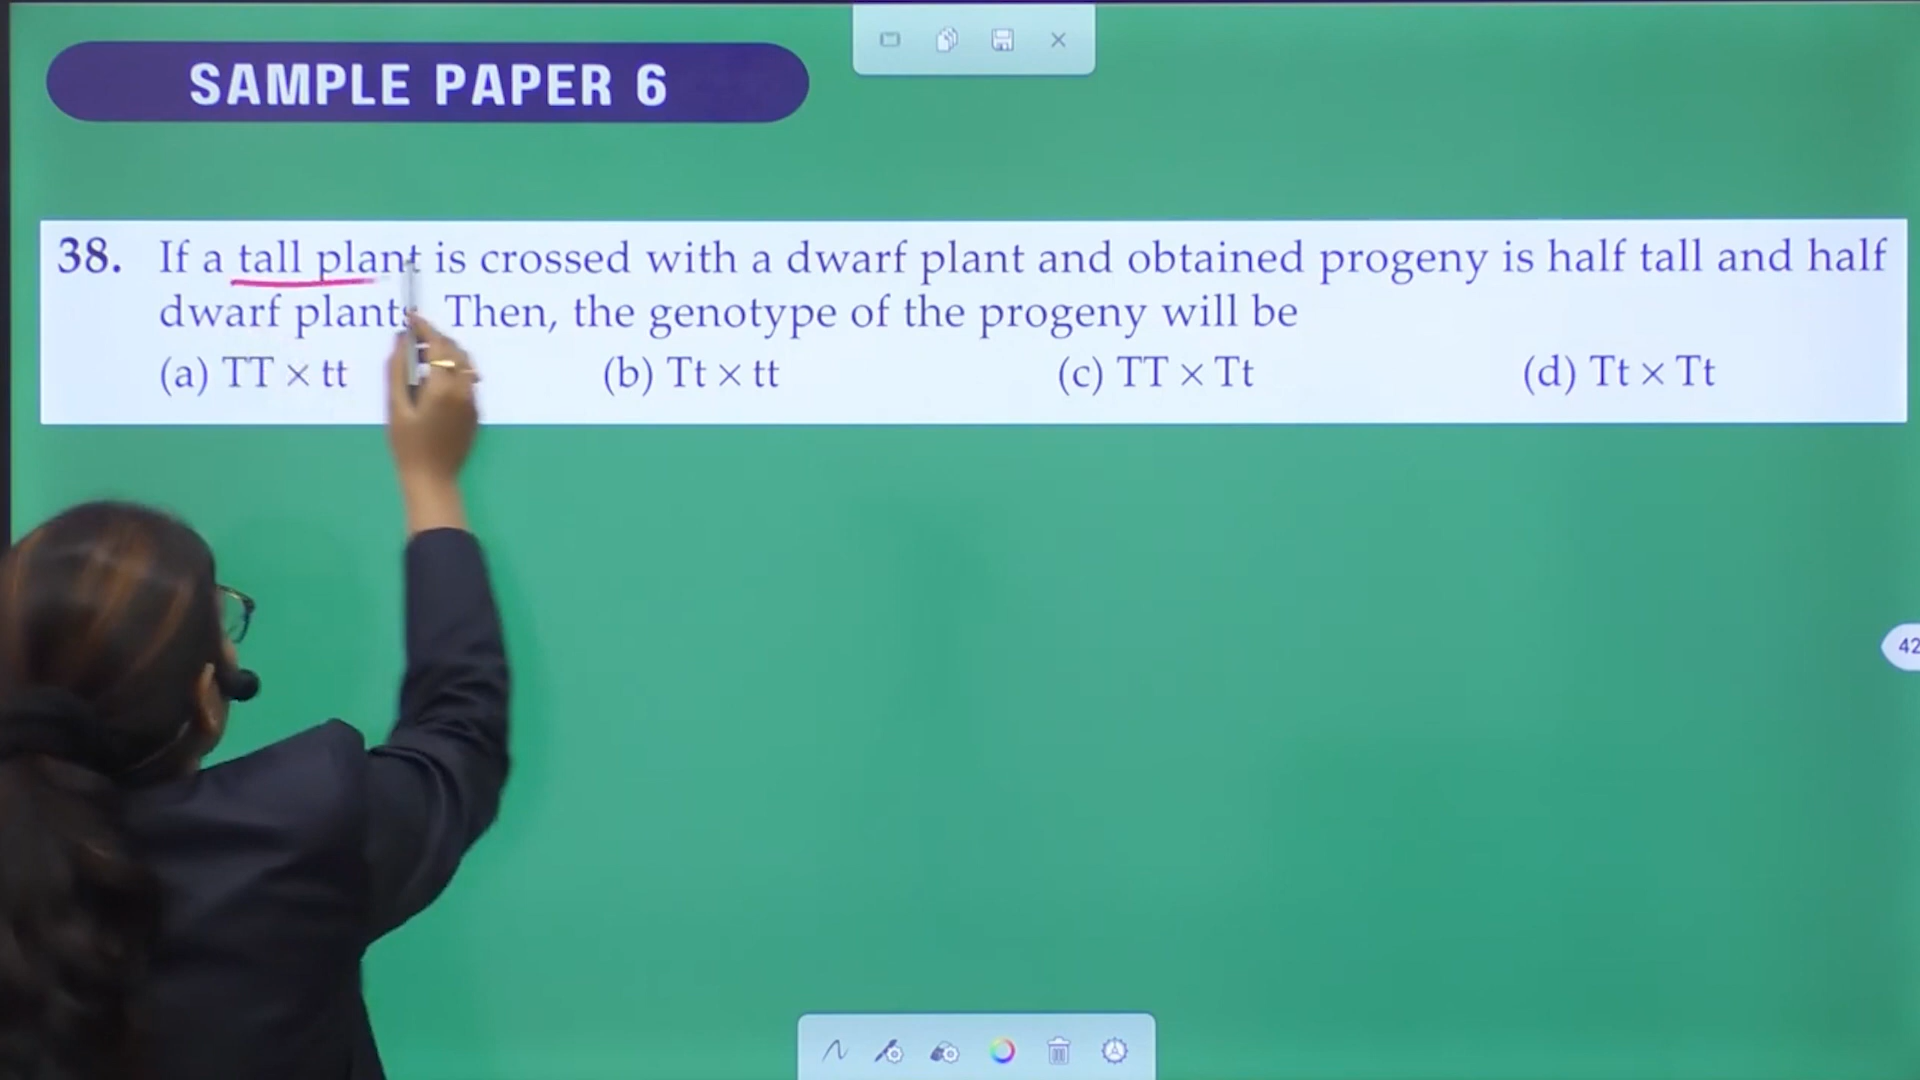 SAMPLE PAPER 6
38. If a tall plant is crossed with a dwarf plant and obtained progeny is half tall and half
dwarf plants. Then, the genotype of the progeny will be
(a) TT × tt (b) Tt × tt (c) TT × Tt (d) Tt × Tt
42